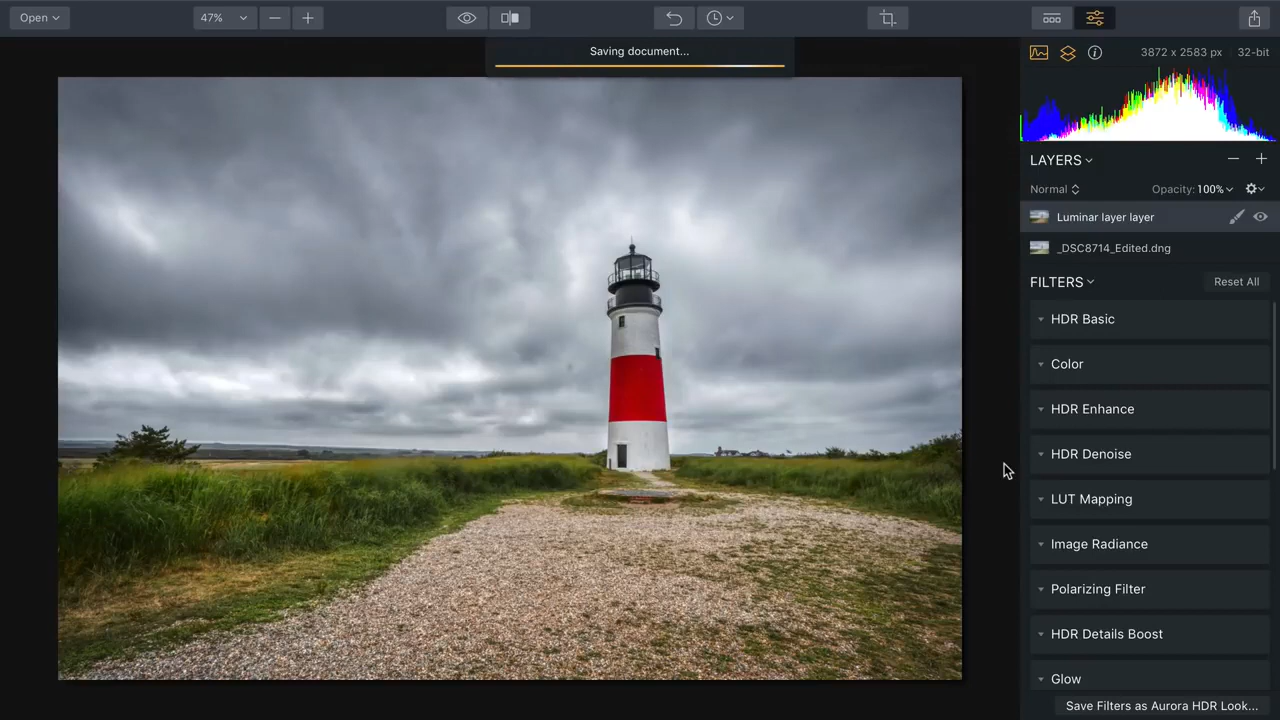 Open
47%
Saving document...
3872 x 2583 px
32-bit
LAYERS
Normal
Opacity: 100%
Luminar layer layer
_DSC8714_Edited.dng
FILTERS
Reset All
HDR Basic
Color
HDR Enhance
HDR Denoise
LUT Mapping
Image Radiance
Polarizing Filter
HDR Details Boost
Glow
Save Filters as Aurora HDR Look...